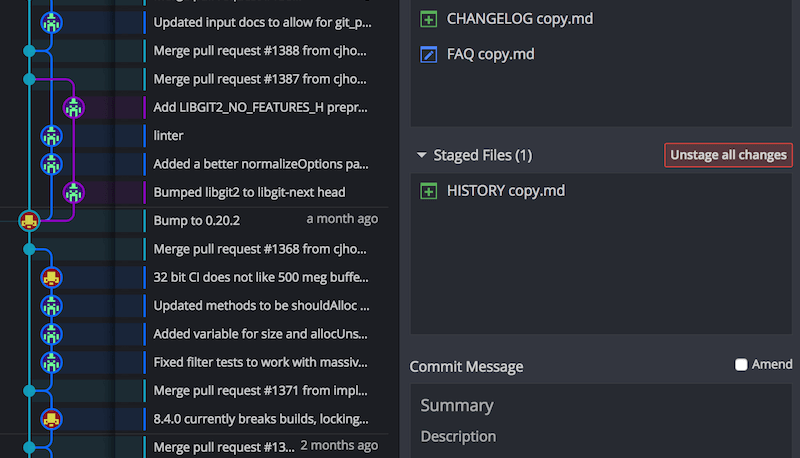 Updated input docs to allow for git_p...
Merge pull request #1388 from cjho...
Merge pull request #1387 from cjho...
Add LIBGIT2_NO_FEATURES_H prepr...
linter
Added a better normalizeOptions pa...
Bumped libgit2 to libgit-next head
Bump to 0.20.2 a month ago
Merge pull request #1368 from cjho...
32 bit CI does not like 500 meg buffe...
Updated methods to be shouldAlloc ...
Added variable for size and allocUns...
Fixed filter tests to work with massiv...
Merge pull request #1371 from impl...
8.4.0 currently breaks builds, locking...
Merge pull request #13... 2 months ago
CHANGELOG copy.md
FAQ copy.md
Staged Files (1) Unstage all changes
HISTORY copy.md
Commit Message Amend
Summary
Description